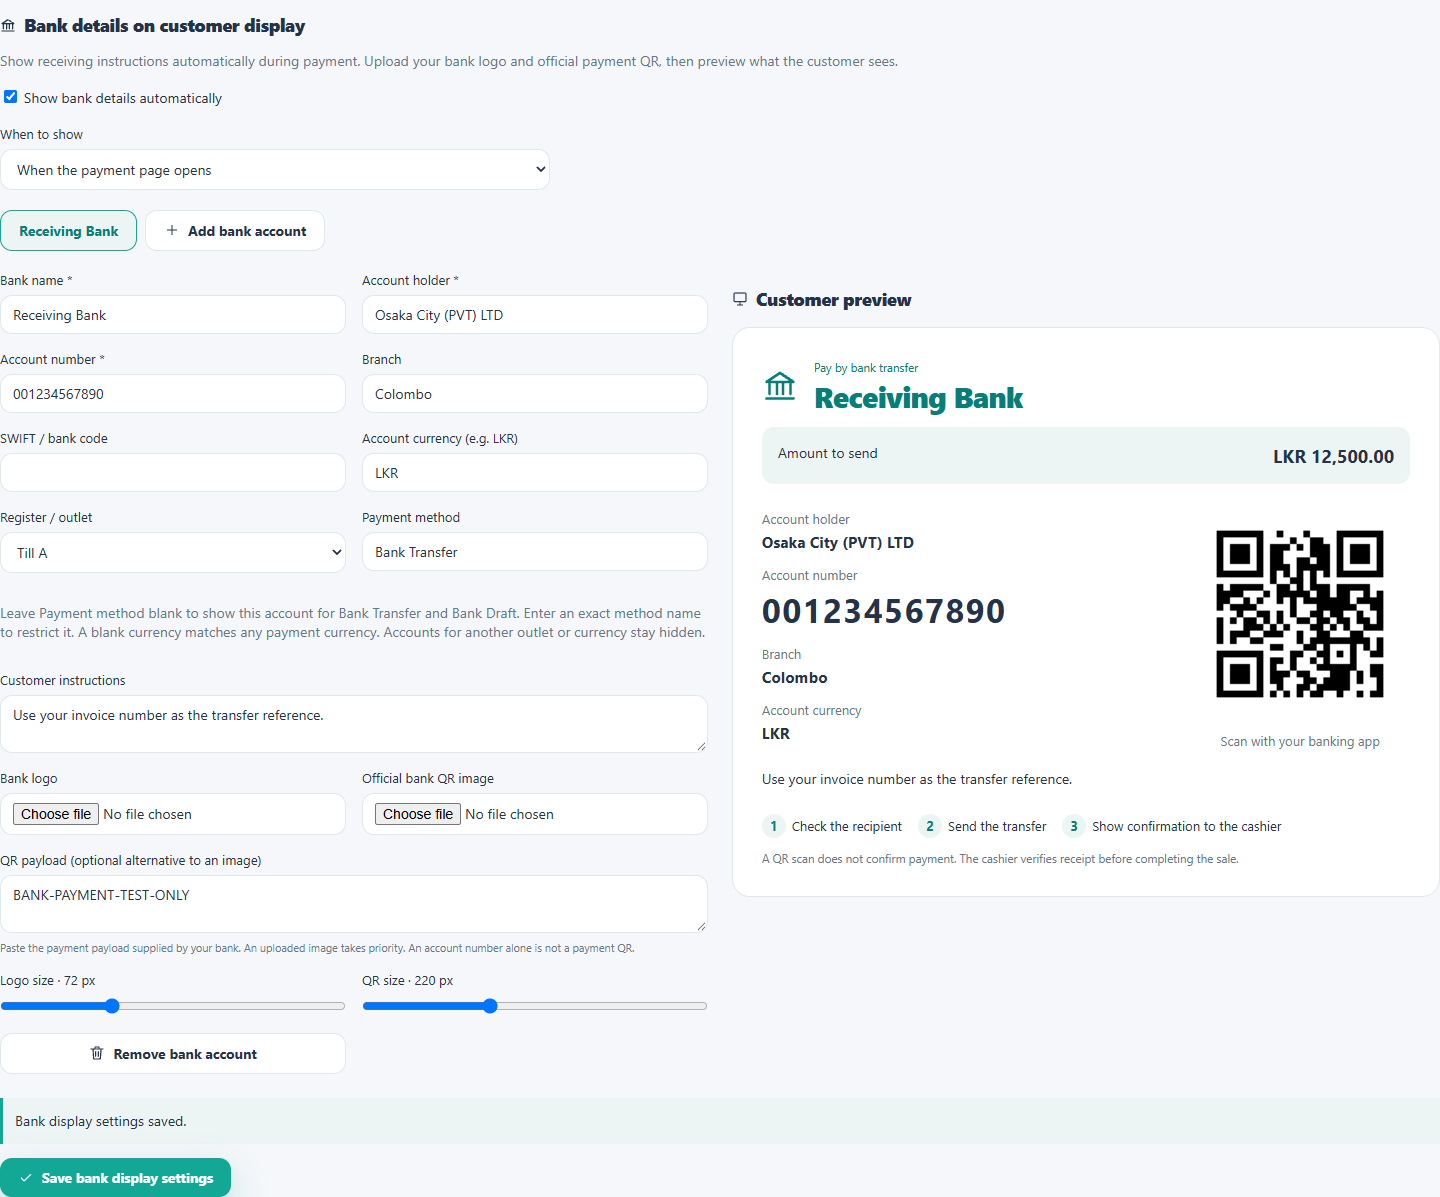 Bank details on customer display
Show receiving instructions automatically during payment. Upload your bank logo and official payment QR, then preview what the customer sees.
Show bank details automatically
When to show
When the payment page opens
Receiving Bank
Add bank account
Bank name *
Account holder *
Receiving Bank
Osaka City (PVT) LTD
Account number *
Branch
001234567890
Colombo
SWIFT / bank code
Account currency (e.g. LKR)
LKR
Register / outlet
Payment method
Till A
Bank Transfer
Leave Payment method blank to show this account for Bank Transfer and Bank Draft. Enter an exact method name
to restrict it. A blank currency matches any payment currency. Accounts for another outlet or currency stay hidden.
Customer instructions
Use your invoice number as the transfer reference.
Bank logo
Official bank QR image
Choose file No file chosen
Choose file No file chosen
QR payload (optional alternative to an image)
BANK-PAYMENT-TEST-ONLY
Paste the payment payload supplied by your bank. An uploaded image takes priority. An account number alone is not a payment QR.
Logo size · 72 px
QR size · 220 px
Remove bank account
Customer preview
Pay by bank transfer
Receiving Bank
Amount to send
LKR 12,500.00
Account holder
Osaka City (PVT) LTD
Account number
001234567890
Branch
Colombo
Account currency
LKR
Scan with your banking app
Use your invoice number as the transfer reference.
1 Check the recipient
2 Send the transfer
3 Show confirmation to the cashier
A QR scan does not confirm payment. The cashier verifies receipt before completing the sale.
Bank display settings saved.
Save bank display settings